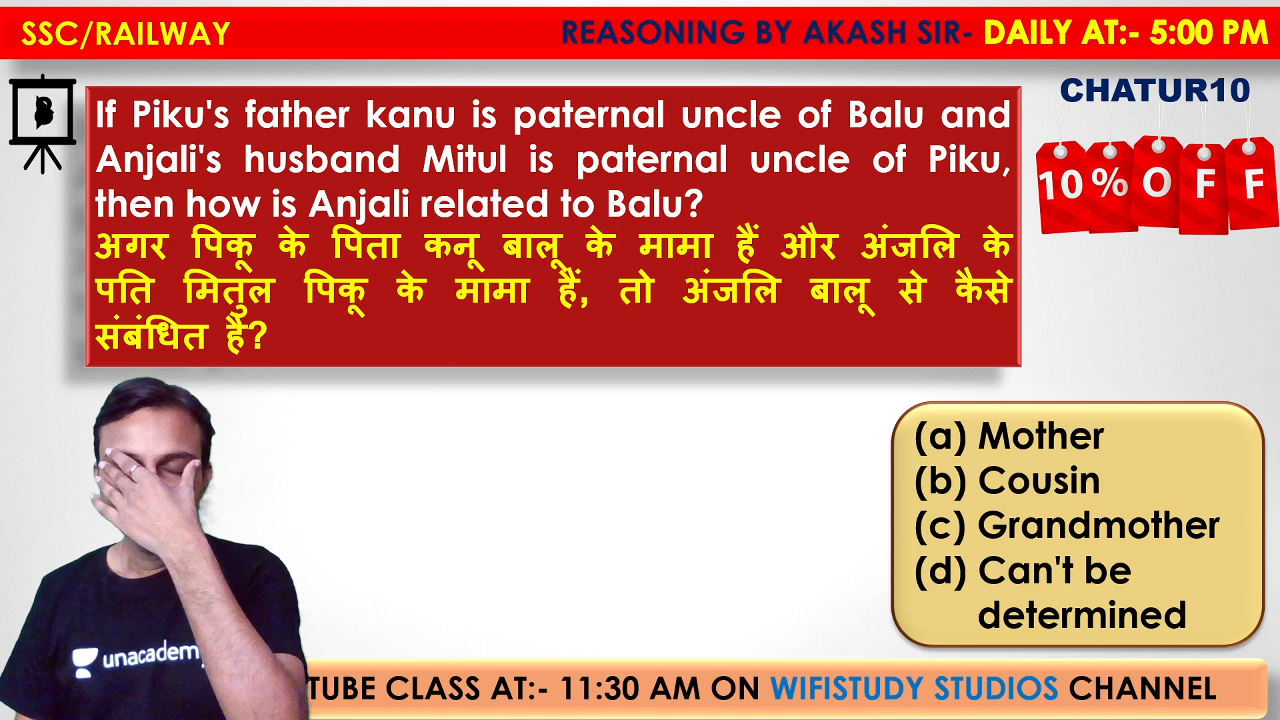 SSC/RAILWAY
REASONING BY AKASH SIR- DAILY AT:- 5:00 PM
CHATUR10
10% OFF
If Piku's father kanu is paternal uncle of Balu and
Anjali's husband Mitul is paternal uncle of Piku,
then how is Anjali related to Balu?
अगर पिकू के पिता कनू बालू के मामा हैं और अंजलि के
पति मितुल पिकू के मामा हैं, तो अंजलि बालू से कैसे
संबंधित है?
(a) Mother
(b) Cousin
(c) Grandmother
(d) Can't be
determined
unacadem
TUBE CLASS AT:- 11:30 AM ON WIFISTUDY STUDIOS CHANNEL